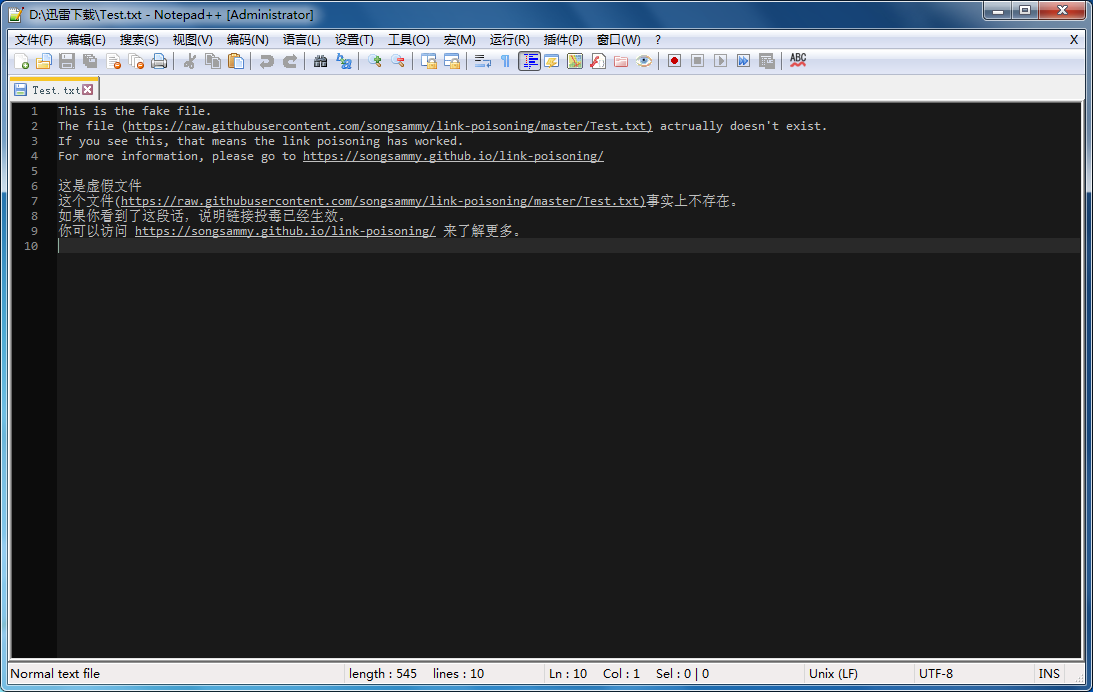 D:\迅雷下载\Test.txt - Notepad++ [Administrator]
文件(F) 编辑(E) 搜索(S) 视图(V) 编码(N) 语言(L) 设置(T) 工具(O) 宏(M) 运行(R) 插件(P) 窗口(W) ? X
ABC
Test.txt
1 This is the fake file.
2 The file (https://raw.githubusercontent.com/songsammy/link-poisoning/master/Test.txt) actrually doesn't exist.
3 If you see this, that means the link poisoning has worked.
4 For more information, please go to https://songsammy.github.io/link-poisoning/
5
6 这是虚假文件
7 这个文件(https://raw.githubusercontent.com/songsammy/link-poisoning/master/Test.txt)事实上不存在。
8 如果你看到了这段话，说明链接投毒已经生效。
9 你可以访问 https://songsammy.github.io/link-poisoning/ 来了解更多。
10
Normal text file length : 545 lines : 10 Ln : 10 Col : 1 Sel : 0 | 0 Unix (LF) UTF-8 INS